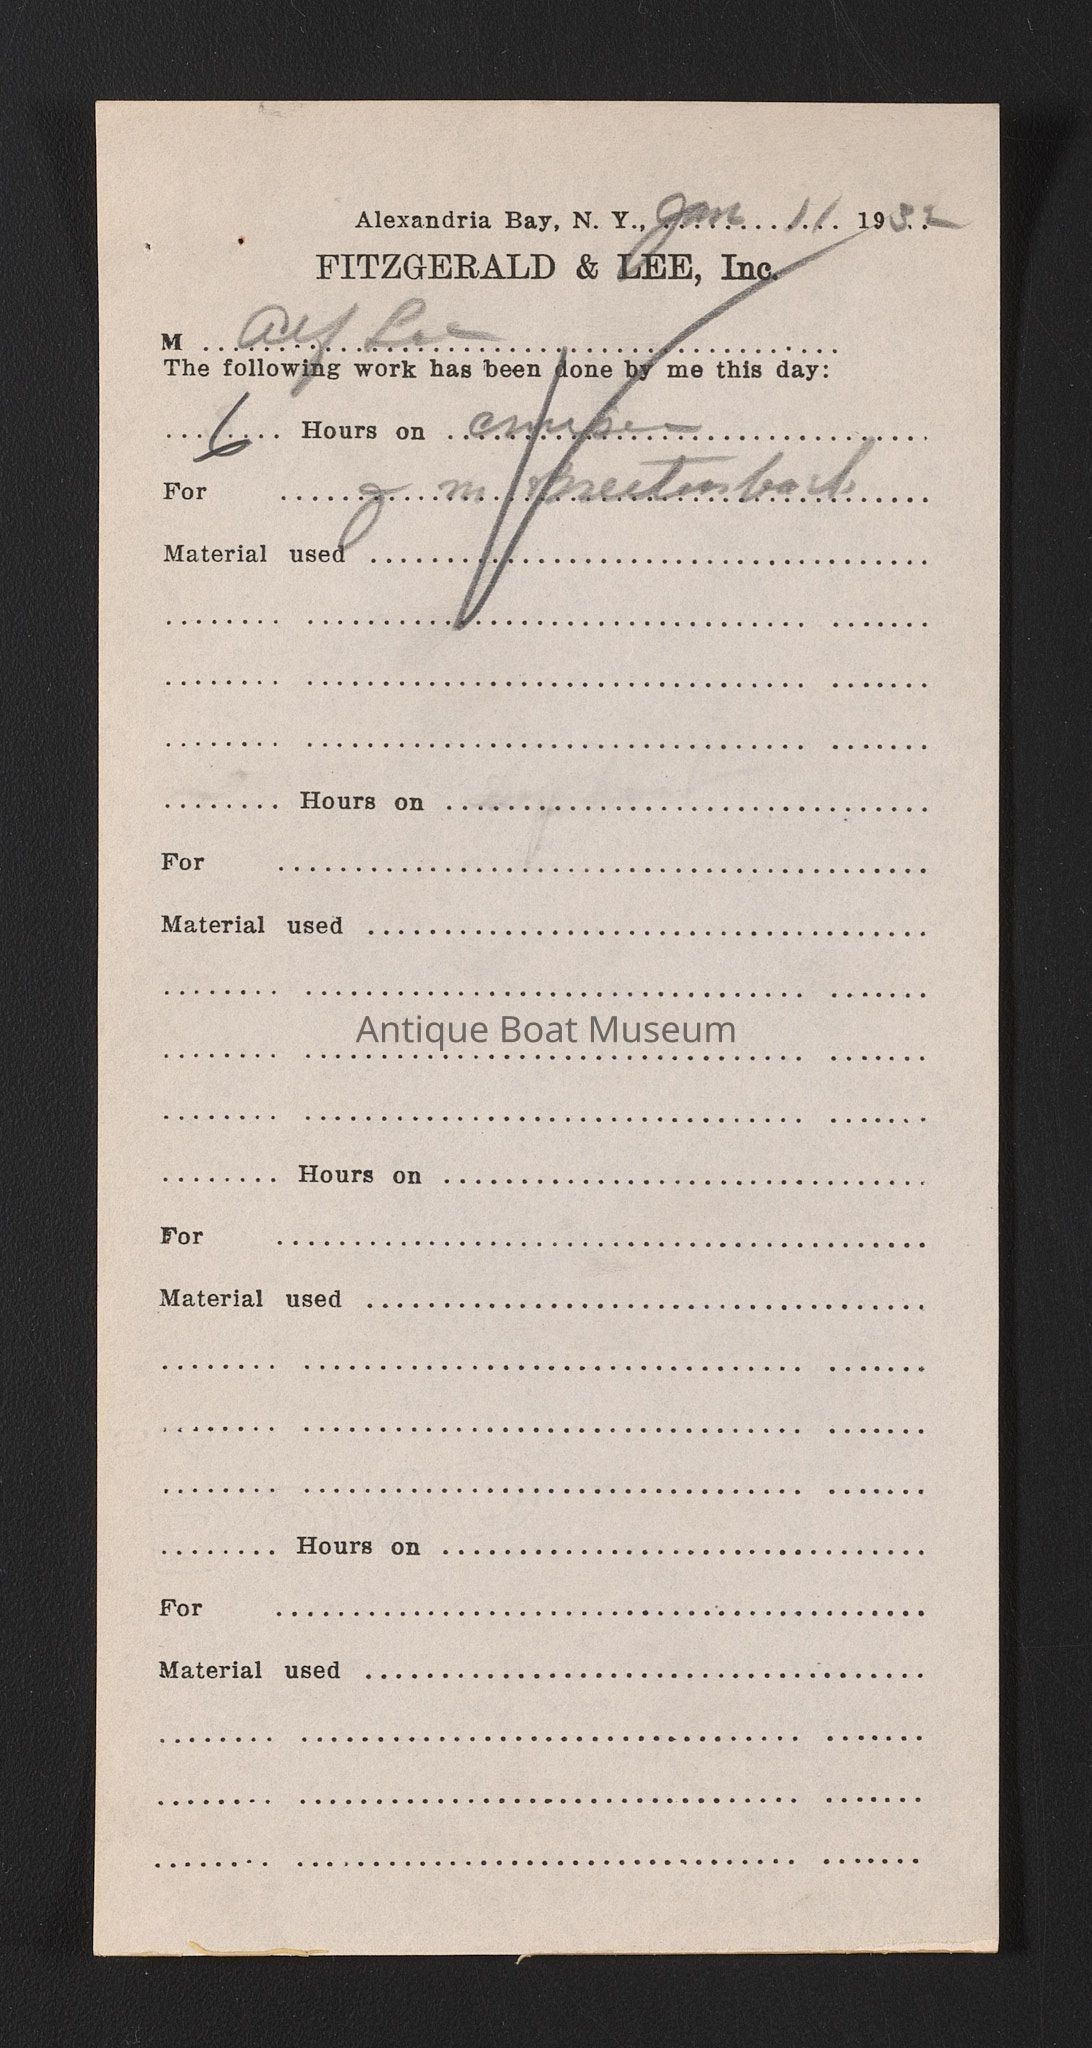 Alexandria Bay, N. Y., Jan 11 1932
FITZGERALD & LEE, Inc.
M Alf Lee
The following work has been done by me this day:
6 Hours on cruiser
For J M Breitenbach
Material used
Hours on
For
Material used
Antique Boat Museum
Hours on
For
Material used
Hours on
For
Material used